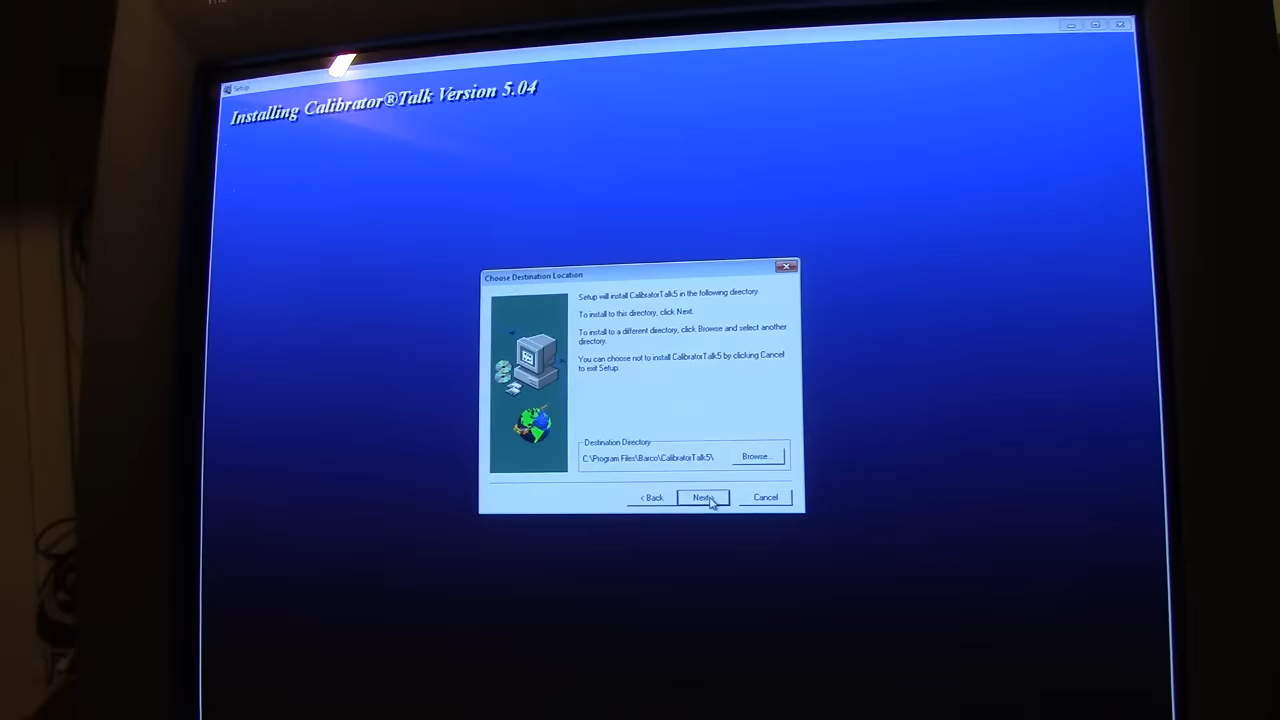 Setup
Installing Calibrator®Talk Version 5.04
Choose Destination Location
Setup will install CalibratorTalk5 in the following directory.
To install to this directory, click Next.
To install to a different directory, click Browse and select another
directory.
You can choose not to install CalibratorTalk5 by clicking Cancel
to exit Setup.
Destination Directory
C:\Program Files\Barco\CalibratorTalk5\
Browse...
< Back
Next >
Cancel